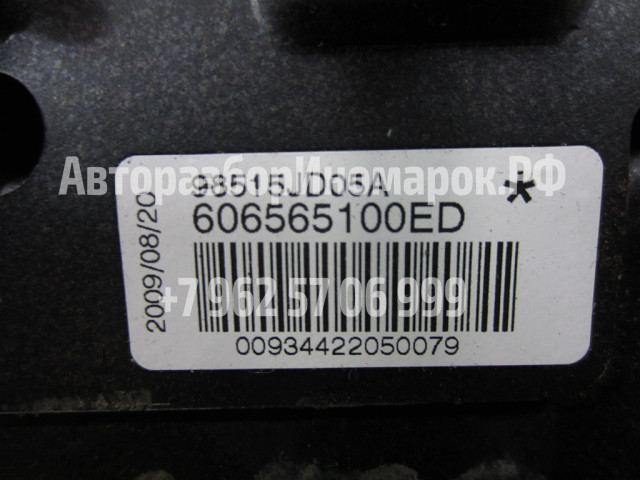 АвторазборИномарок.РФ
98515JD05A
*
606565100ED
2009/08/20
+7 962 57 06 999
00934422050079